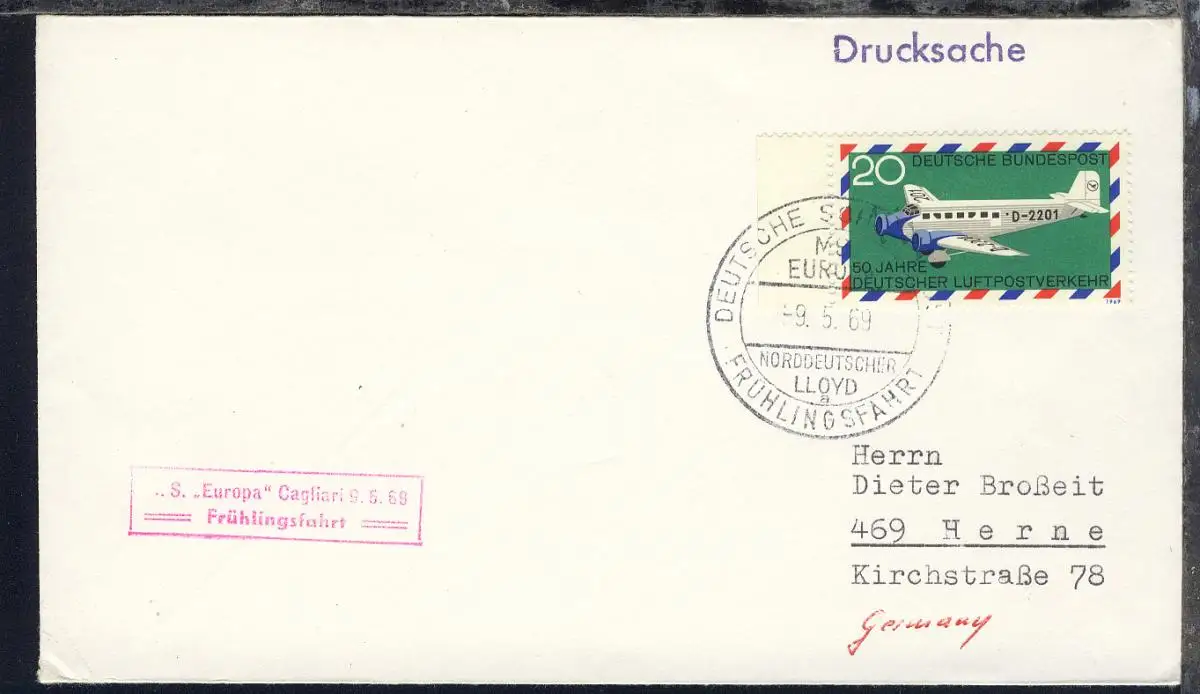 Drucksache
20 DEUTSCHE BUNDESPOST
D-2201
50 JAHRE
DEUTSCHER LUFTPOSTVERKEHR
1969
DEUTSCHE
EURO
-9. 5. 69
NORDDEUTSCHER
LLOYD
a
FRÜHLINGSFAHRT
Herrn
Dieter Broßeit
469 Herne
Kirchstraße 78
Germany
.. S. „Europa“ Cagliari 9. 5. 69
Frühlingsfahrt